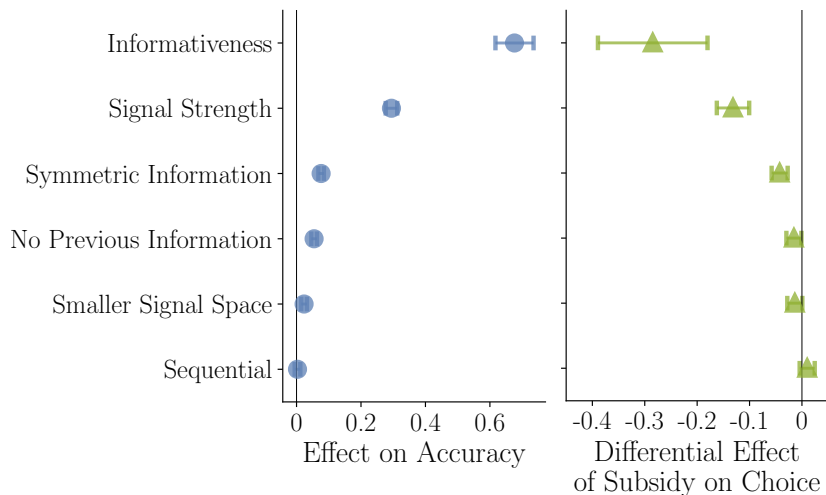 Informativeness
Signal Strength
Symmetric Information
No Previous Information
Smaller Signal Space
Sequential
0 0.2 0.4 0.6
Effect on Accuracy
-0.4 -0.3 -0.2 -0.1 0
Differential Effect
of Subsidy on Choice